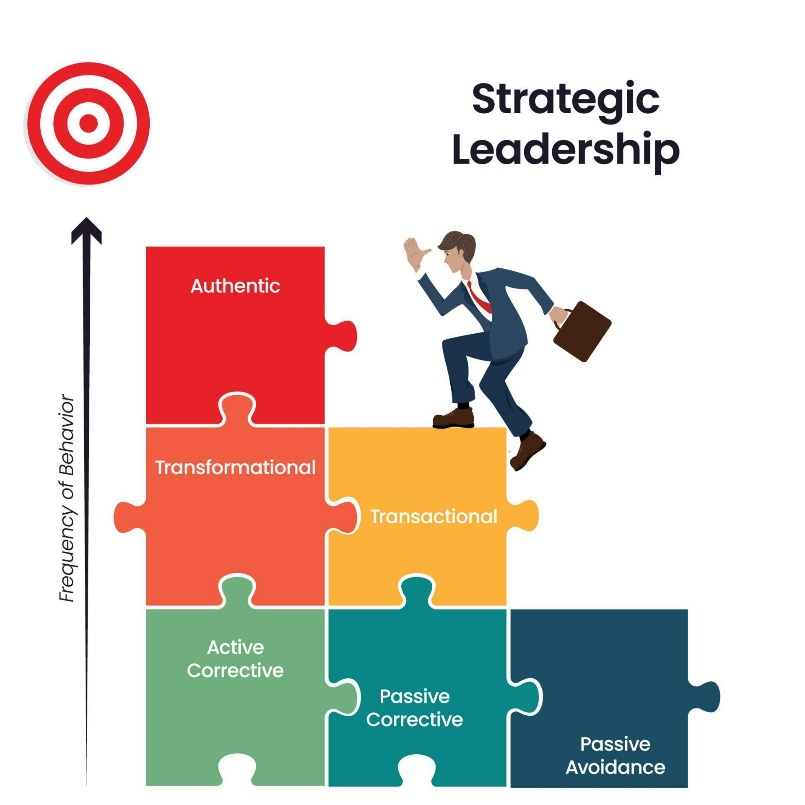 Strategic
Leadership
Authentic
Transformational
Transactional
Frequency of Behavior
Active
Corrective
Passive
Corrective
Passive
Avoidance